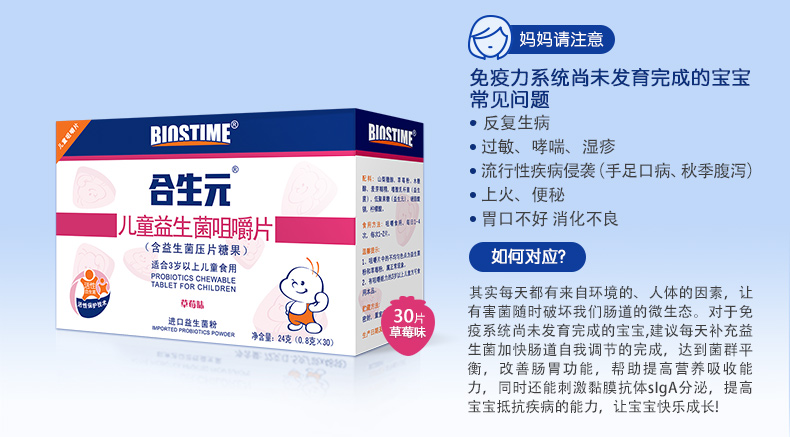 妈妈请注意
免疫力系统尚未发育完成的宝宝
常见问题
• 反复生病
• 过敏、哮喘、湿疹
• 流行性疾病侵袭（手足口病、秋季腹泻）
• 上火、便秘
• 胃口不好 消化不良
如何对应?
其实每天都有来自环境的、人体的因素，让
有害菌随时破坏我们肠道的微生态。对于免
疫系统尚未发育完成的宝宝,建议每天补充益
生菌加快肠道自我调节的完成，达到菌群平
衡，改善肠胃功能，帮助提高营养吸收能
力，同时还能刺激黏膜抗体sIgA分泌，提高
宝宝抵抗疾病的能力，让宝宝快乐成长!
儿童咀嚼片
BIOSTIME®
合生元®
儿童益生菌咀嚼片
（含益生菌压片糖果）
适合3岁以上儿童食用
PROBIOTICS CHEWABLE
TABLET FOR CHILDREN
草莓味
进口益生菌粉
IMPORTED PROBIOTICS POWDER
净含量：24克（0.8克×30）
活性保护技术
BIOSTIME®
30片
草莓味